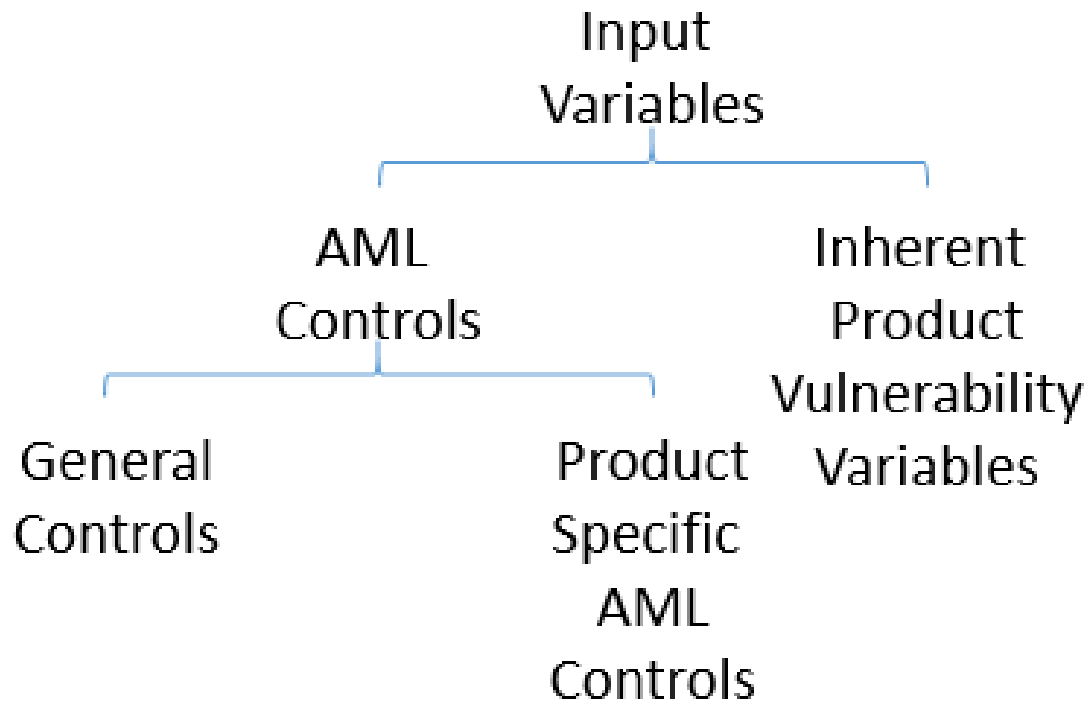 Input
Variables
AML
Controls
Inherent
Product
Vulnerability
Variables
General
Controls
Product
Specific
AML
Controls